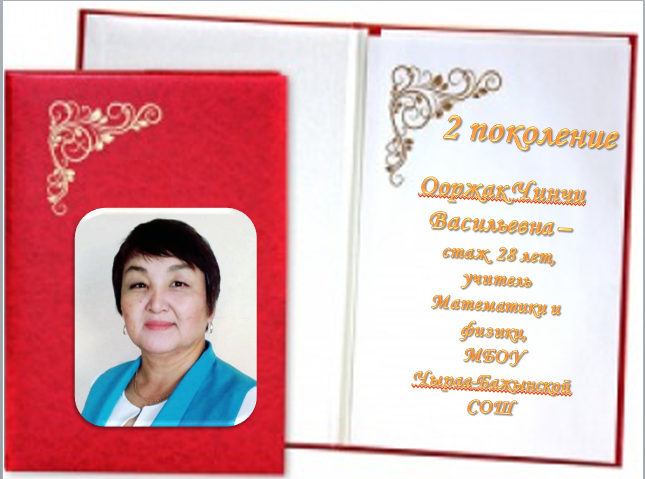 2 поколение
Ооржак Чинчи
Васильевна –
стаж 28 лет,
учитель
Математики и
физики,
МБОУ
Чыраа-Бажынской
СОШ